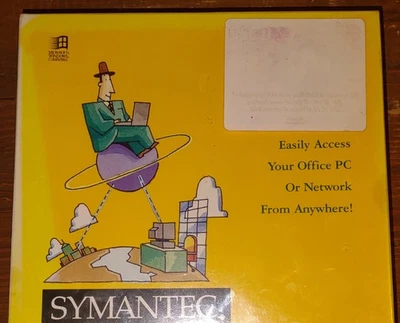 Easily Access
Your Office PC
Or Network
From Anywhere!
SYMANTEC.